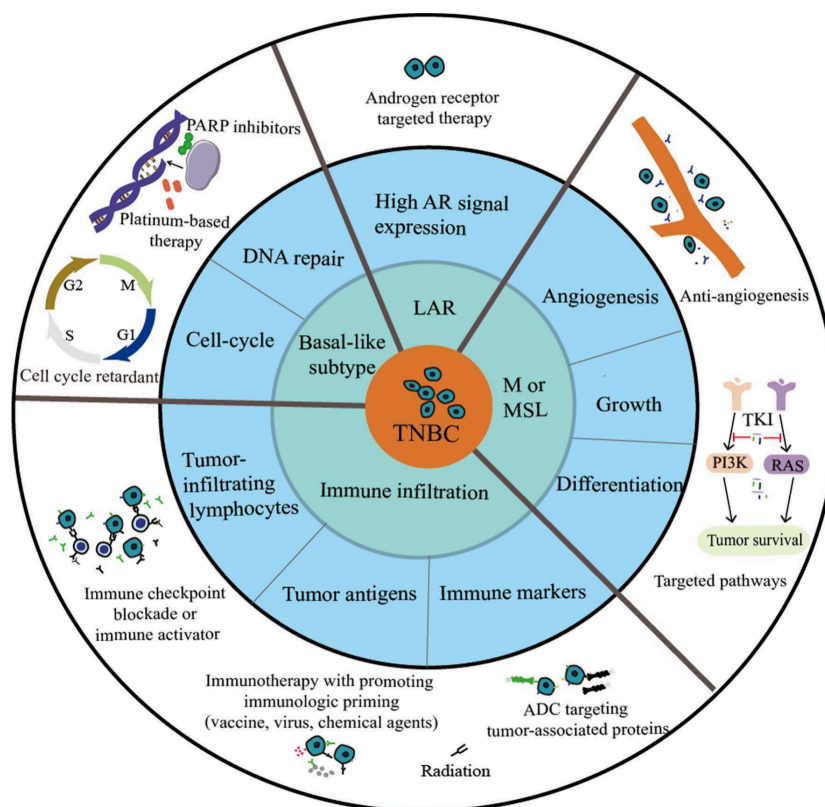 Androgen receptor
targeted therapy
PARP inhibitors
Platinum-based
therapy
G2
M
S
G1
Cell cycle retardant
High AR signal
expression
DNA repair
Cell-cycle
Angiogenesis
Growth
Differentiation
LAR
Basal-like
subtype
M or
MSL
TNBC
Immune infiltration
Tumor-
infiltrating
lymphocytes
Tumor antigens
Immune markers
Anti-angiogenesis
TKI
PI3K
RAS
Tumor survival
Targeted pathways
Immune checkpoint
blockade or
immune activator
Immunotherapy with promoting
immunologic priming
(vaccine, virus, chemical agents)
Radiation
ADC targeting
tumor-associated proteins